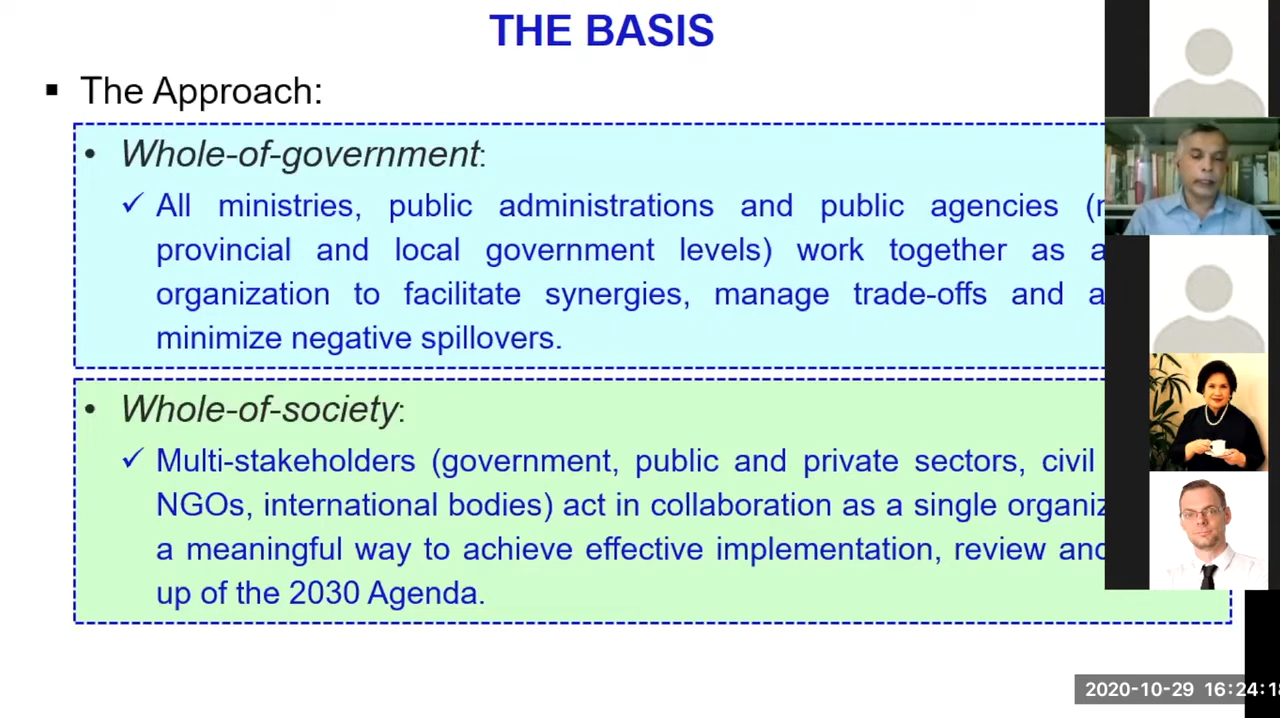 THE BASIS
▪ The Approach:
• Whole-of-government:
✓ All ministries, public administrations and public agencies
provincial and local government levels) work together as
organization to facilitate synergies, manage trade-offs and
minimize negative spillovers.
• Whole-of-society:
✓ Multi-stakeholders (government, public and private sectors, civil
NGOs, international bodies) act in collaboration as a single
a meaningful way to achieve effective implementation, review
up of the 2030 Agenda.
2020-10-29 16:24:18